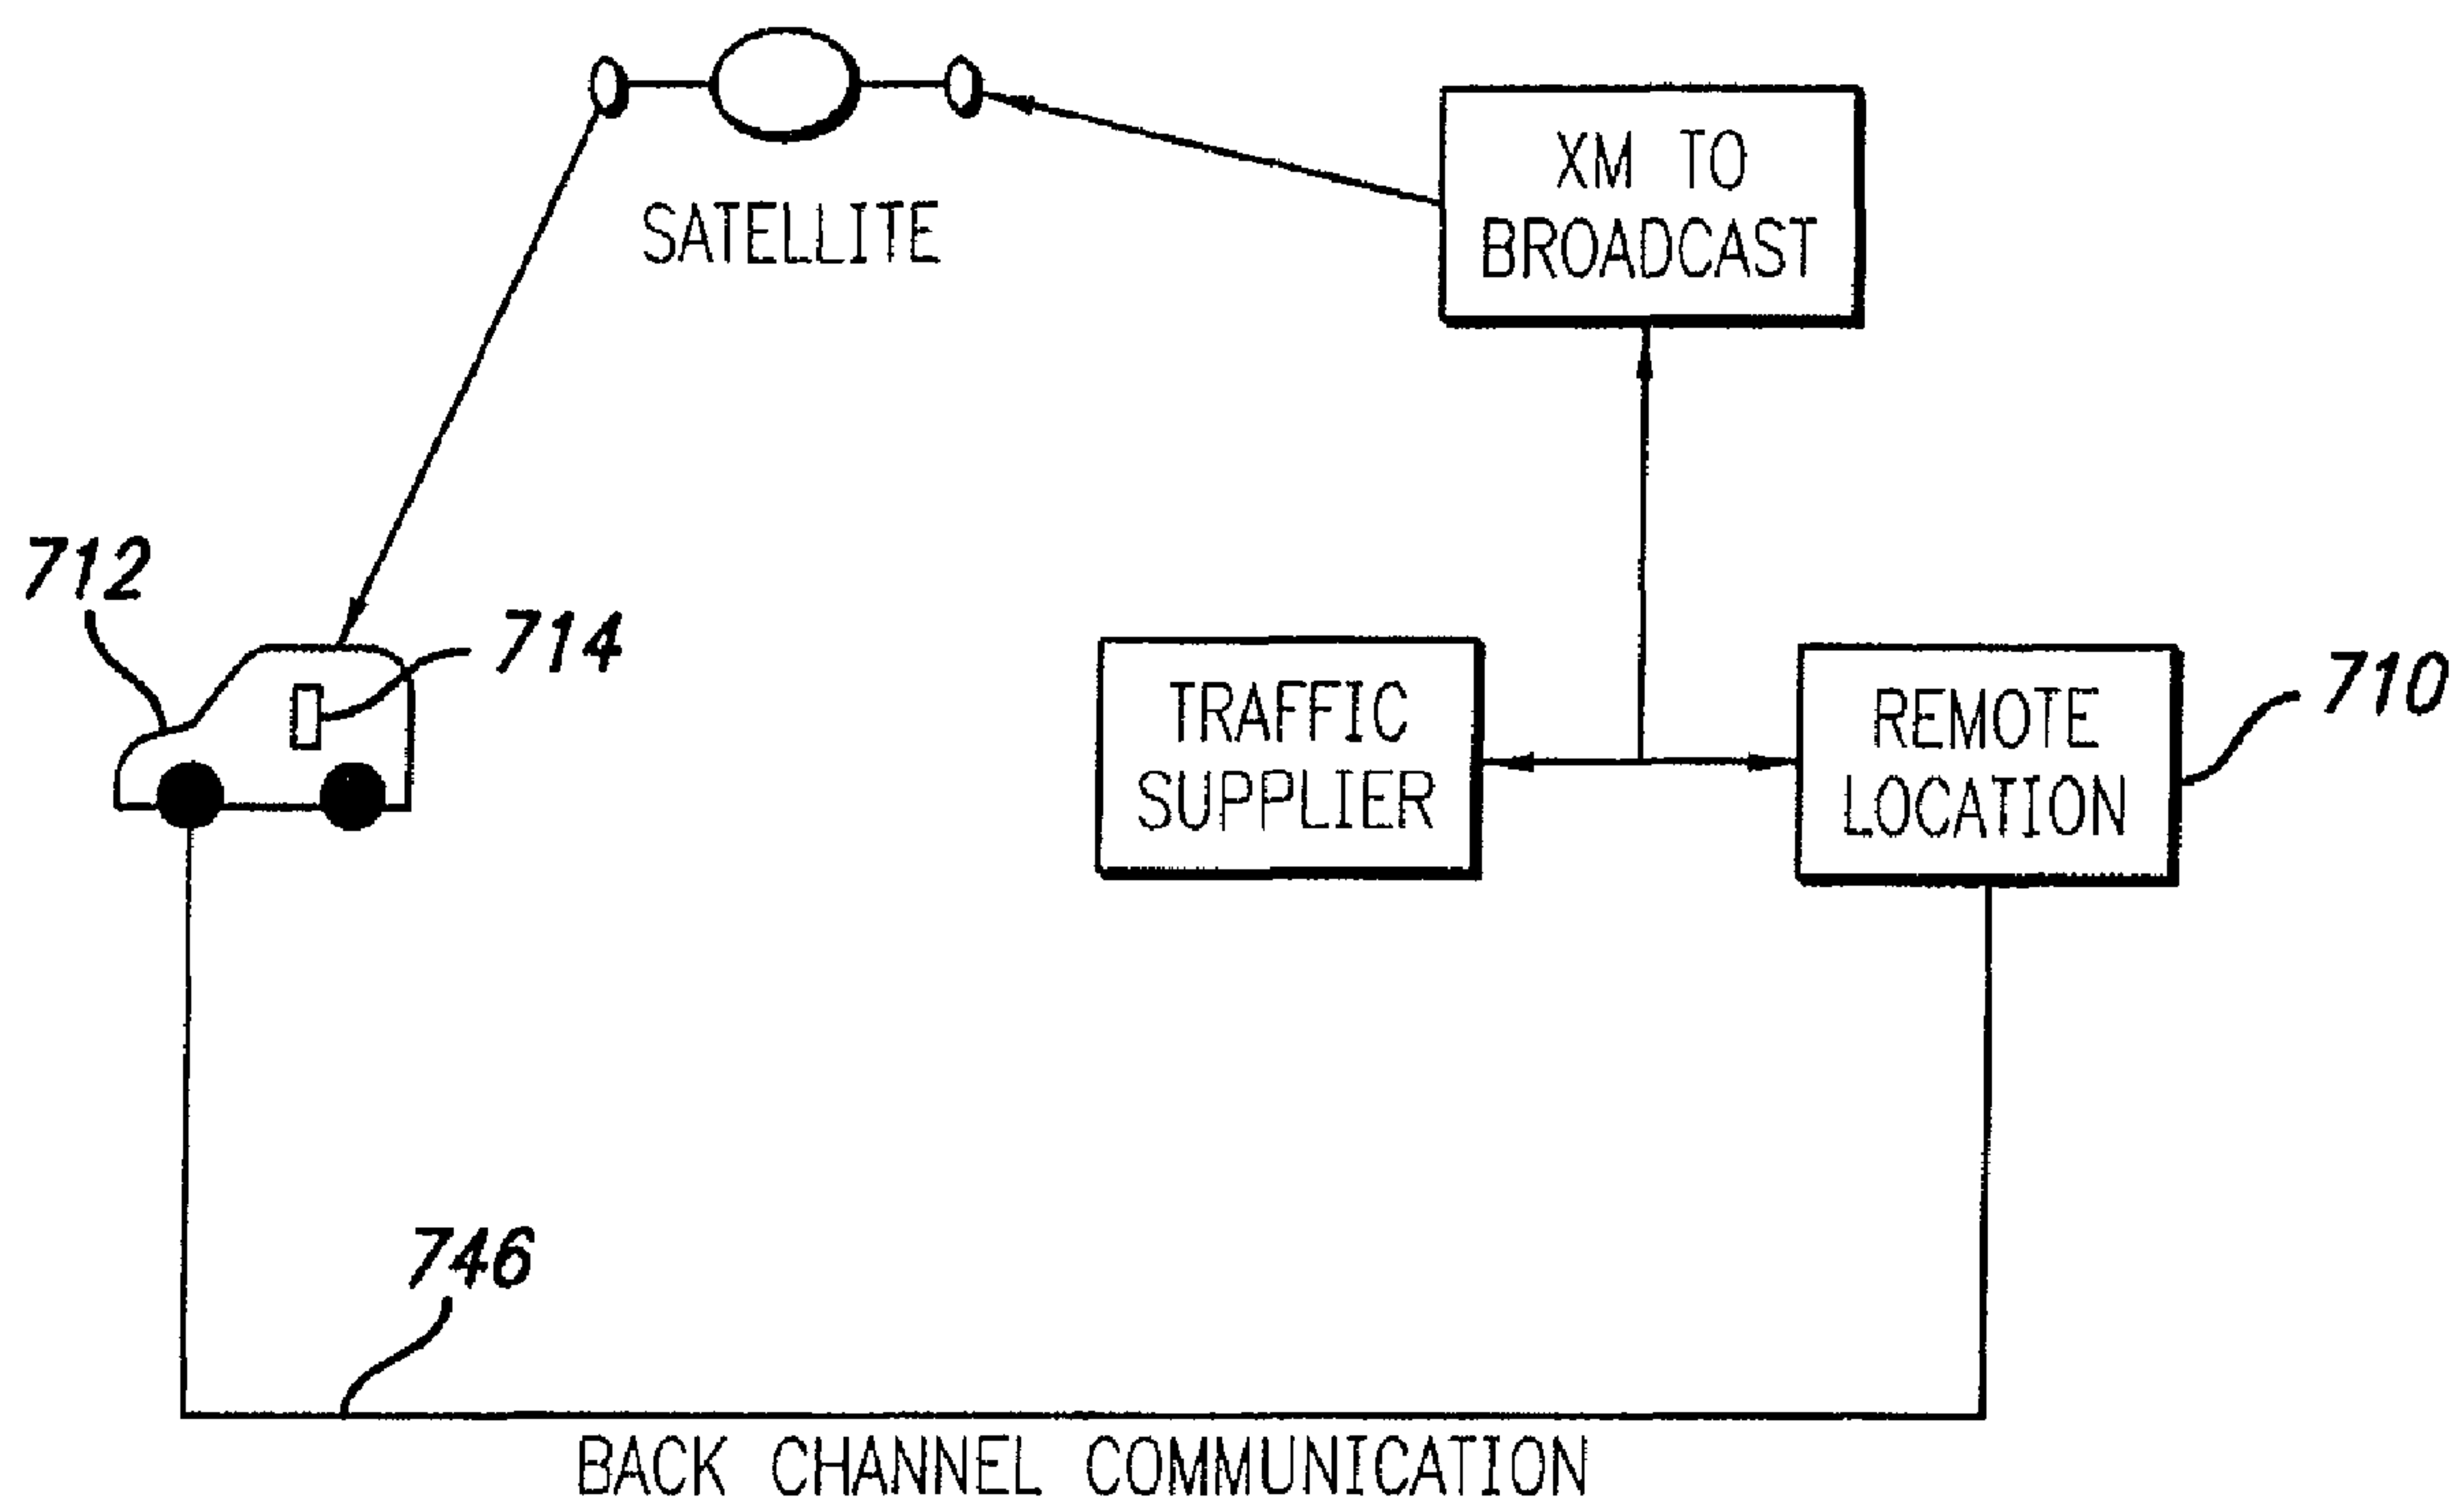 XM TO
BROADCAST
SATELLITE
712
714
TRAFFIC
SUPPLIER
REMOTE
LOCATION
710
746
BACK CHANNEL COMMUNICATION